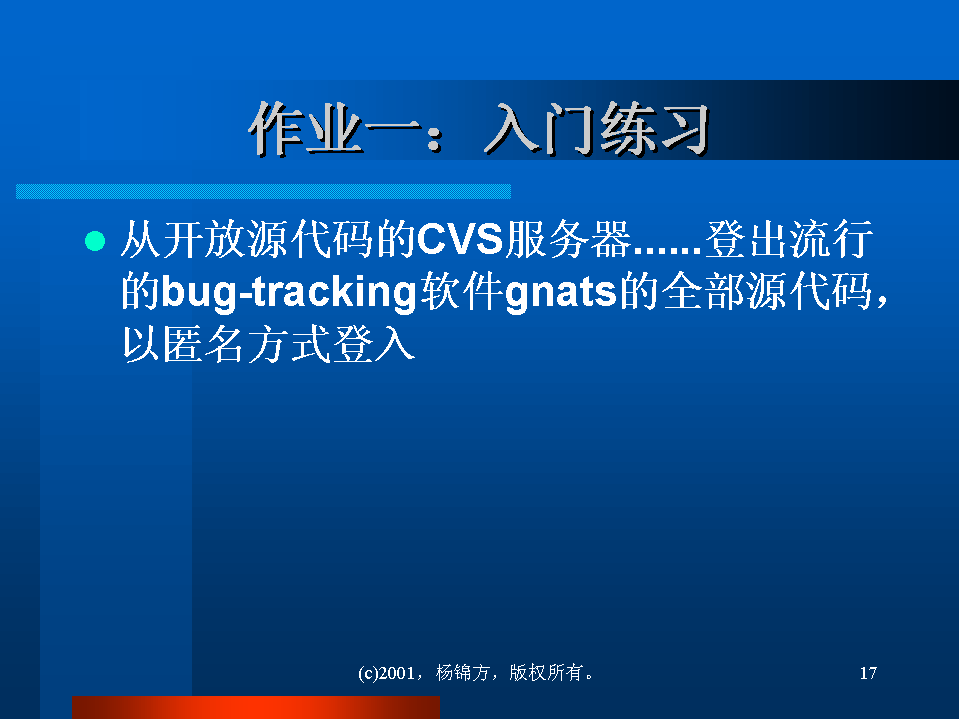 作业一：入门练习
从开放源代码的CVS服务器......登出流行
的bug-tracking软件gnats的全部源代码，
以匿名方式登入
(c)2001，杨锦方，版权所有。
17